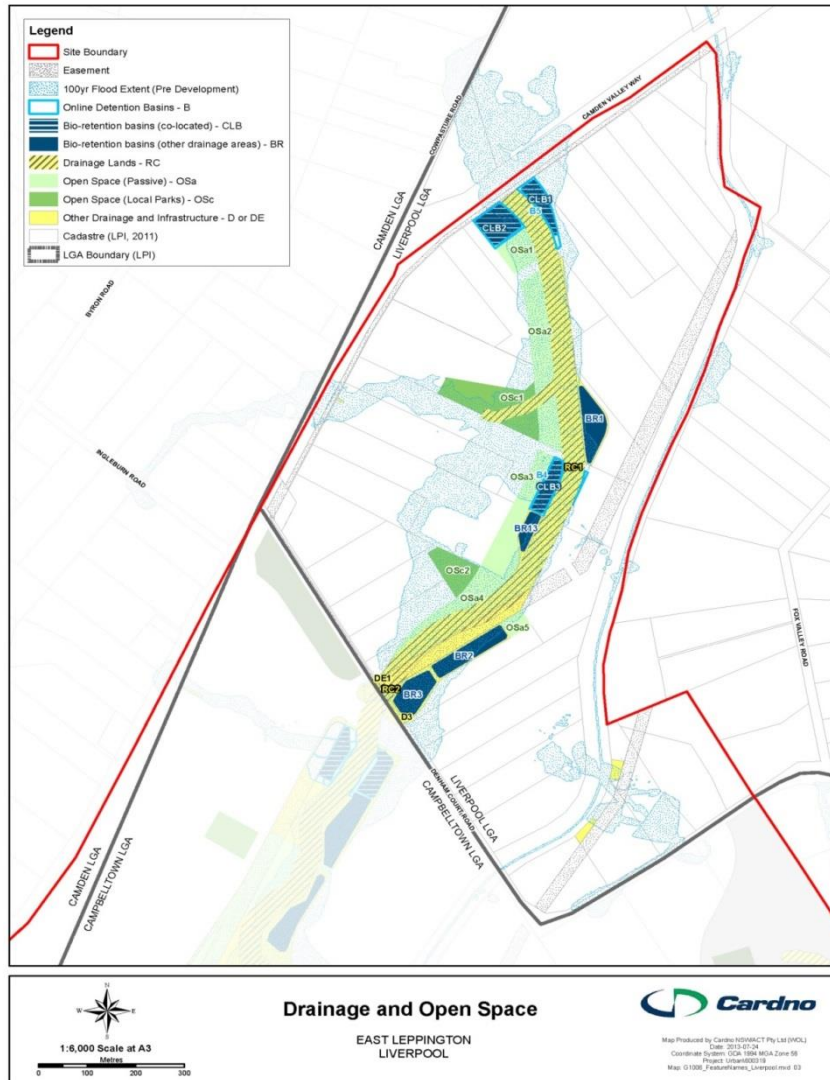 Legend
Site Boundary
Easement
100yr Flood Extent (Pre Development)
Online Detention Basins - B
Bio-retention basins (co-located) - CLB
Bio-retention basins (other drainage areas) - BR
Drainage Lands - RC
Open Space (Passive) - OSa
Open Space (Local Parks) - OSc
Other Drainage and Infrastructure - D or DE
Cadastre (LPI, 2011)
LGA Boundary (LPI)
CAMDEN VALLEY WAY
COWPASTURE ROAD
CAMDEN LGA
LIVERPOOL LGA
BYRON ROAD
INGLEBURN ROAD
CLB1
B5
CLB2
OSa1
OSa2
OSc1
BR1
RC1
OSa3
B4
CLB3
BR13
OSc2
OSa4
OSa5
BR2
DE1
RC2
BR3
D3
FOX VALLEY ROAD
DENHAM COURT ROAD
LIVERPOOL LGA
CAMPBELLTOWN LGA
CAMDEN LGA
CAMPBELLTOWN LGA
N
W E
S
1:6,000 Scale at A3
Metres
0 100 200 300
Drainage and Open Space
EAST LEPPINGTON
LIVERPOOL
Cardno
Map Produced by Cardno NSW/ACT Pty Ltd (WOL)
Date: 2013-07-24
Coordinate System: GDA 1994 MGA Zone 56